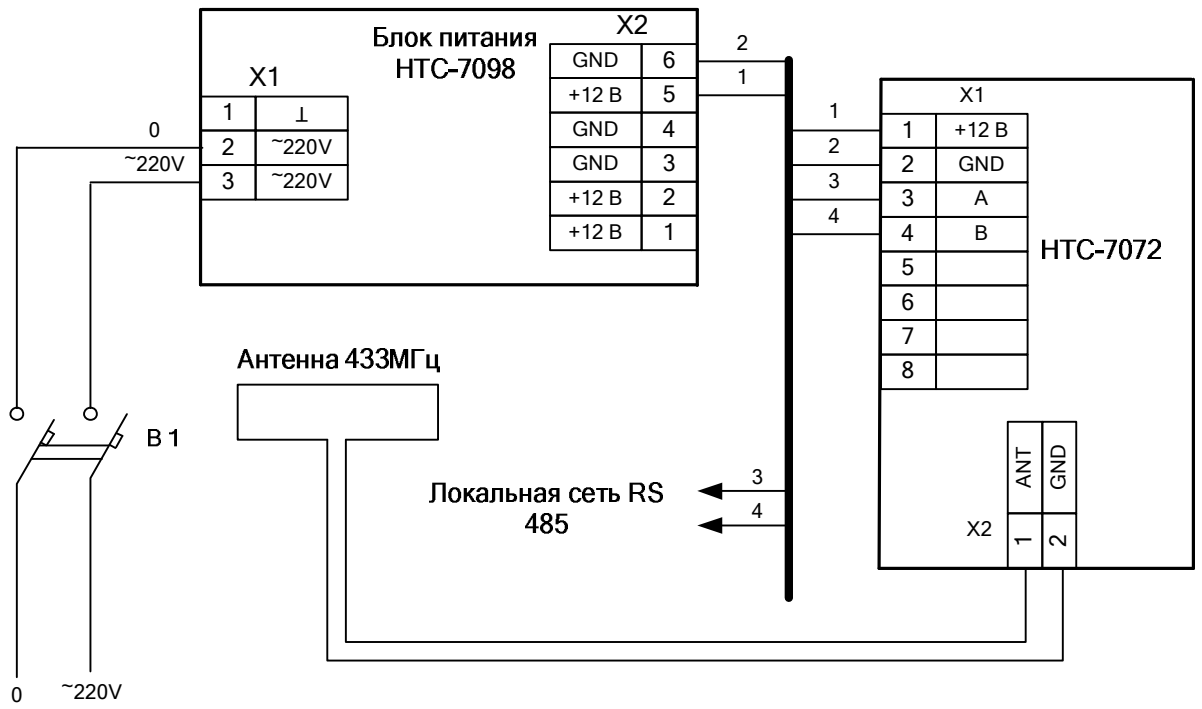 Блок питания
НТС-7098
X1
1 ⊥
2 ~220V
3 ~220V
X2
GND 6
+12 В 5
GND 4
GND 3
+12 В 2
+12 В 1
0
~220V
2
1
1
2
3
4
X1
1 +12 В
2 GND
3 A
4 B
5
6
7
8
НТС-7072
Антенна 433МГц
В 1
Локальная сеть RS
485
3
4
X2
ANT
GND
1
2
0
~220V